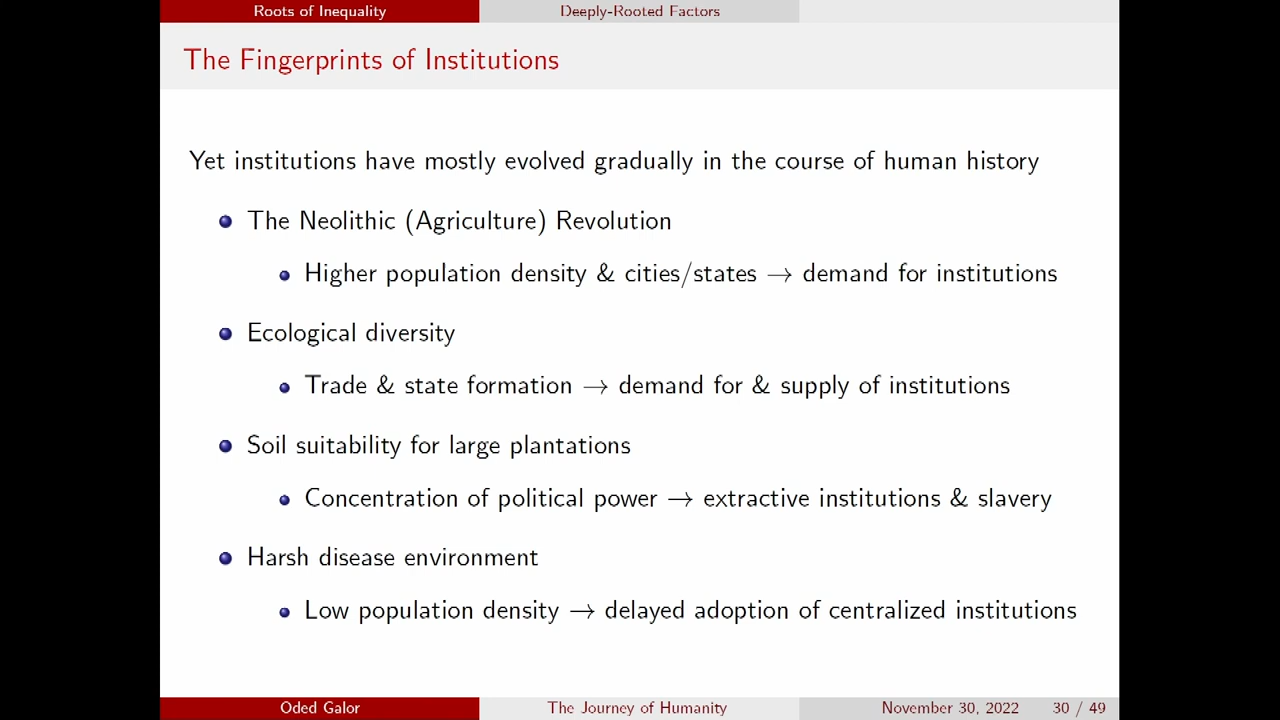 Roots of Inequality
Deeply-Rooted Factors
The Fingerprints of Institutions
Yet institutions have mostly evolved gradually in the course of human history
The Neolithic (Agriculture) Revolution
Higher population density & cities/states → demand for institutions
Ecological diversity
Trade & state formation → demand for & supply of institutions
Soil suitability for large plantations
Concentration of political power → extractive institutions & slavery
Harsh disease environment
Low population density → delayed adoption of centralized institutions
Oded Galor
The Journey of Humanity
November 30, 2022 30 / 49